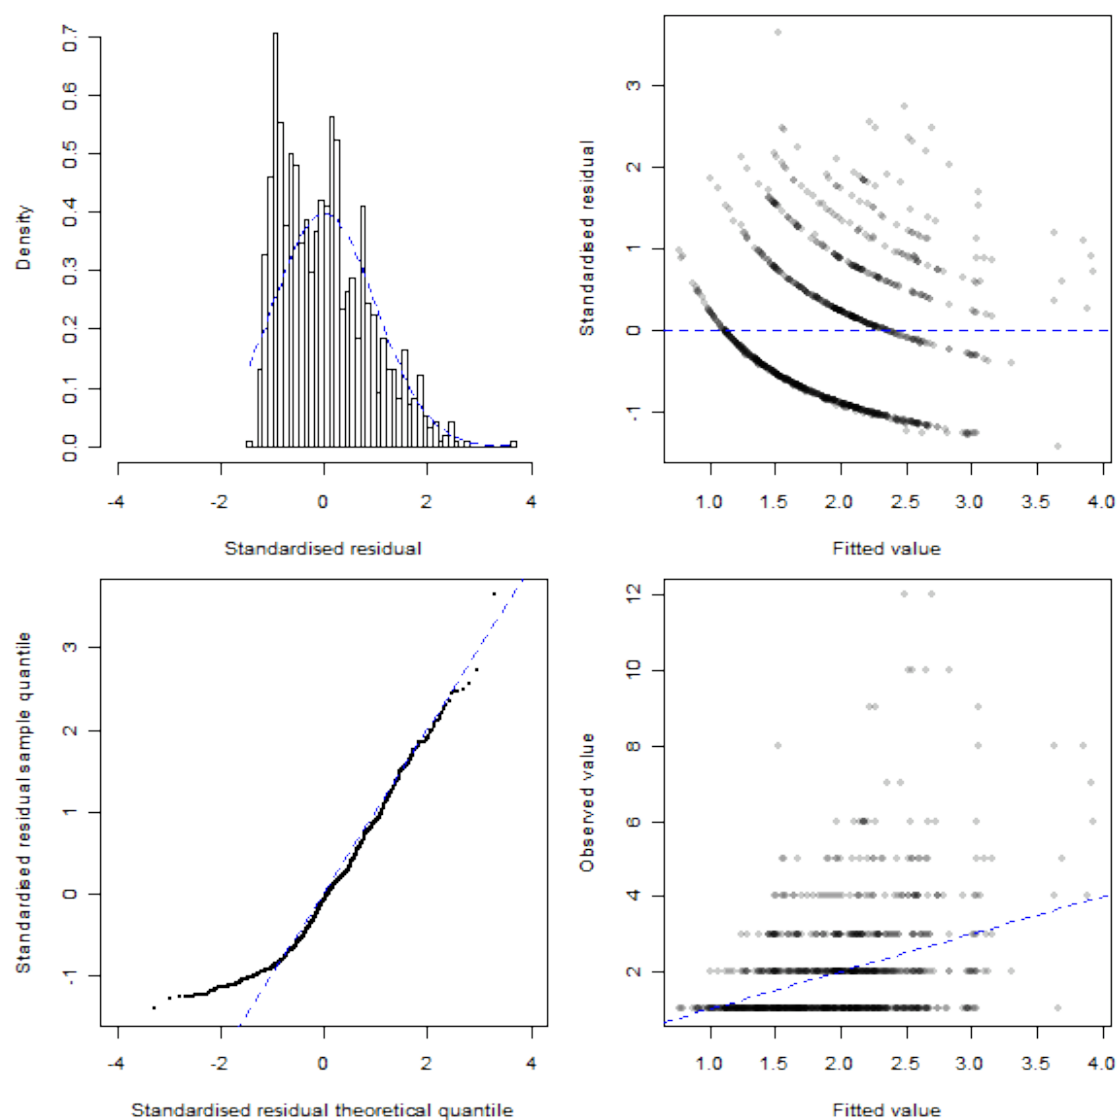 0.0 0.1 0.2 0.3 0.4 0.5 0.6 0.7
Density
-4 -2 0 2 4
Standardised residual
-1 0 1 2 3
Standardised residual
1.0 1.5 2.0 2.5 3.0 3.5 4.0
Fitted value
-1 0 1 2 3
Standardised residual sample quantile
-4 -2 0 2 4
Standardised residual theoretical quantile
2 4 6 8 10 12
Observed value
1.0 1.5 2.0 2.5 3.0 3.5 4.0
Fitted value